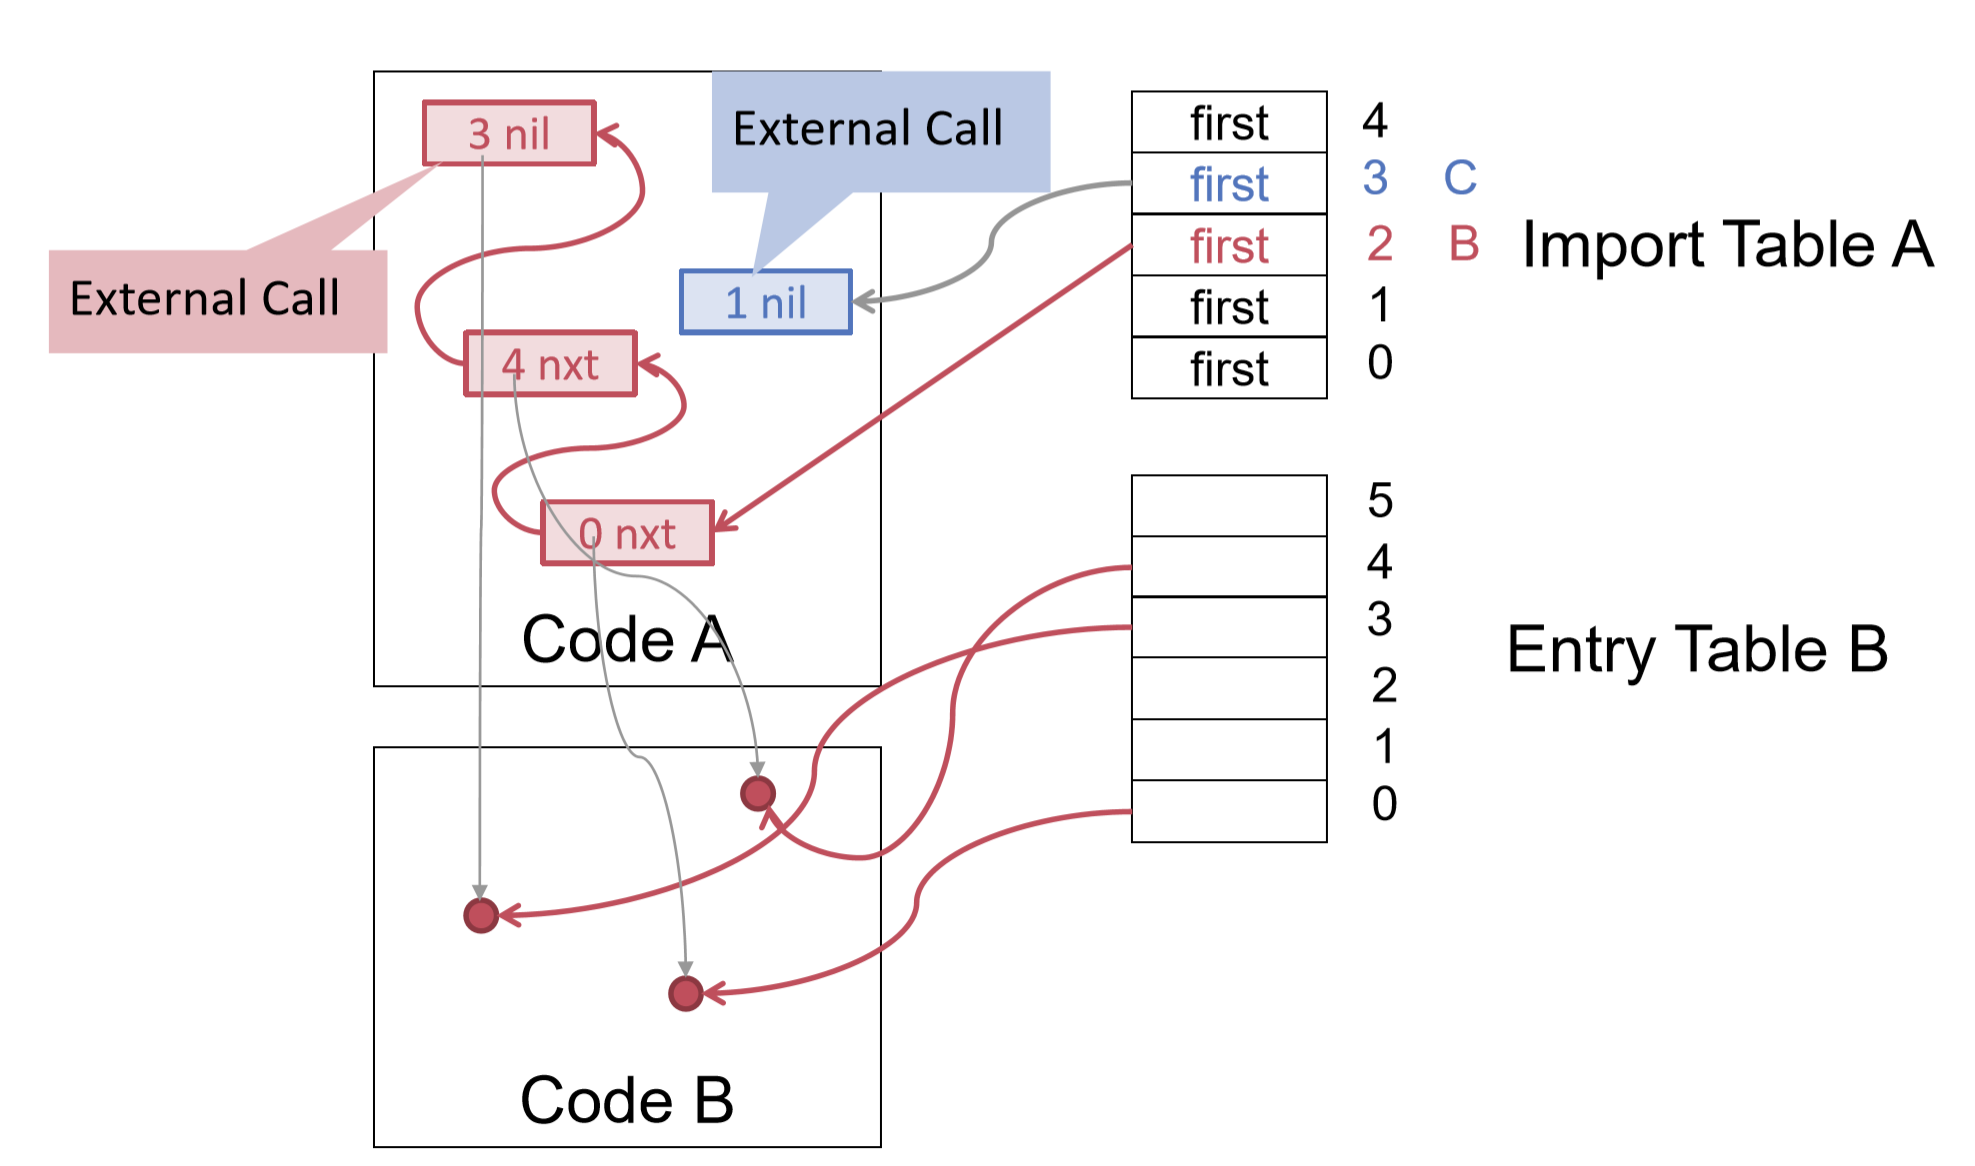 3 nil
External Call
External Call
1 nil
4 nxt
0 nxt
Code A
Code B
first 4
first 3 C
first 2 B
first 1
first 0
Import Table A
5
4
3
2
1
0
Entry Table B